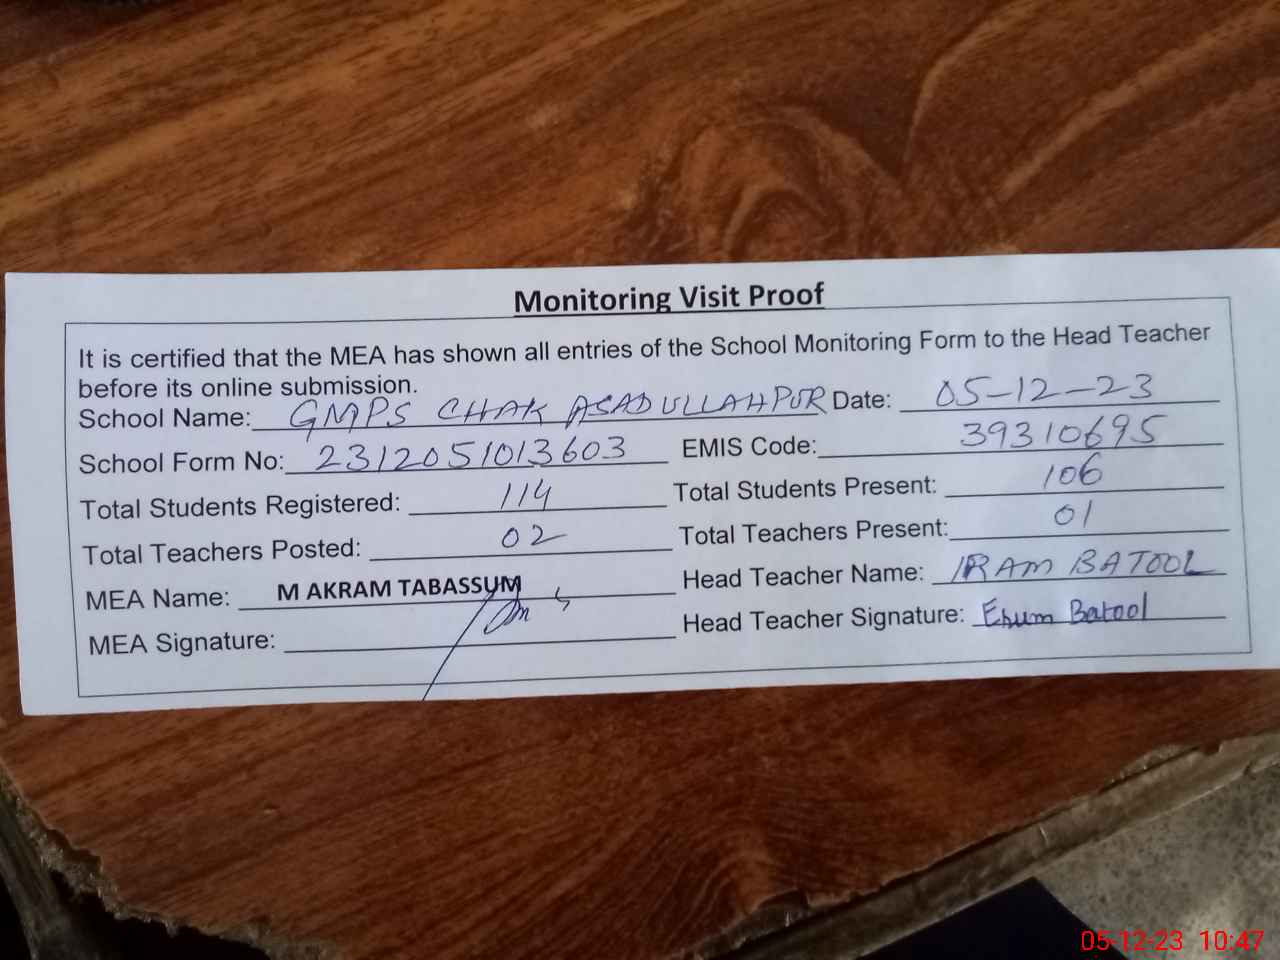 Monitoring Visit Proof
It is certified that the MEA has shown all entries of the School Monitoring Form to the Head Teacher
before its online submission.
School Name: GMPS CHAK ASADULLAHPUR Date: 05-12-23
School Form No: 2312051013603 EMIS Code: 39310695
Total Students Registered: 114 Total Students Present: 106
Total Teachers Posted: 02 Total Teachers Present: 01
MEA Name: M AKRAM TABASSUM Head Teacher Name: IRAM BATOOL
MEA Signature: Head Teacher Signature: Erum Batool
05-12-23 10:47